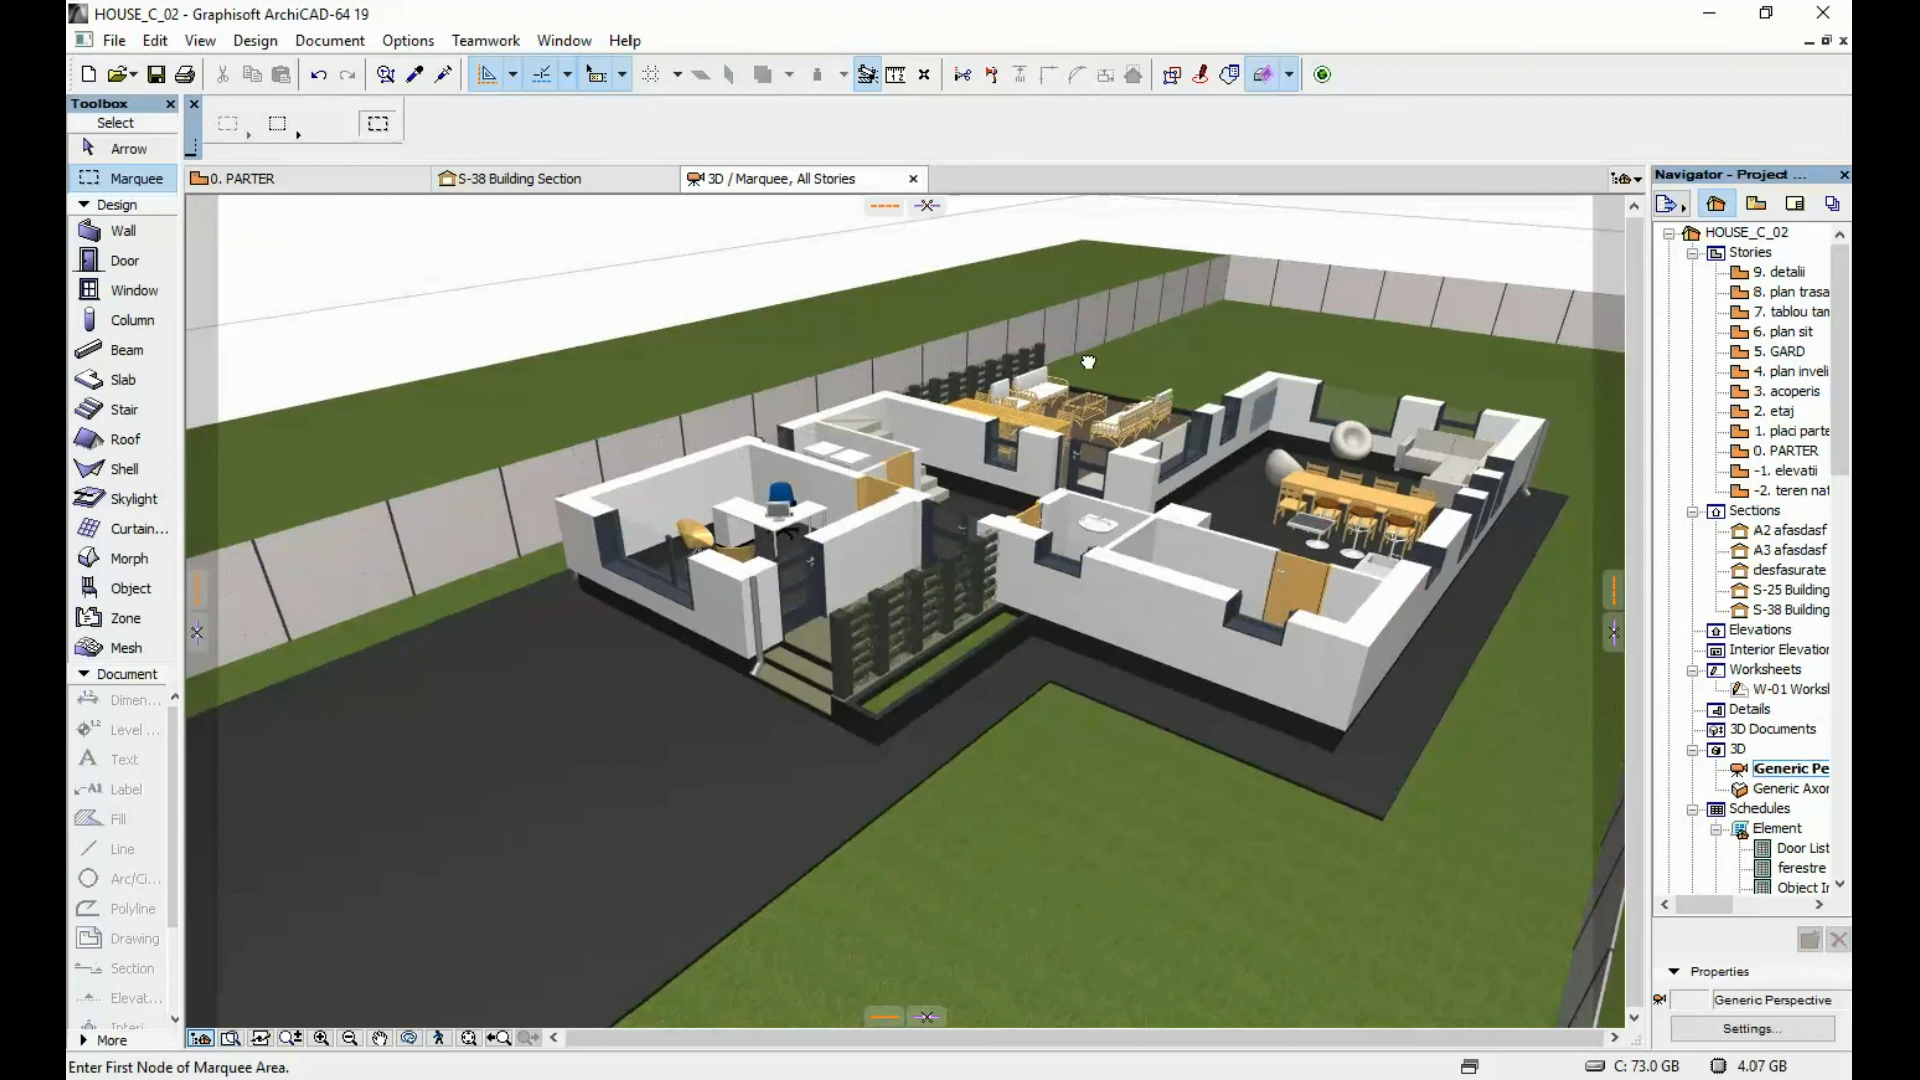 HOUSE_C_02 - Graphisoft ArchiCAD-64 19
File Edit View Design Document Options Teamwork Window Help
Toolbox
Select
Arrow
Marquee
Design
Wall
Door
Window
Column
Beam
Slab
Stair
Roof
Shell
Skylight
Curtain...
Morph
Object
Zone
Mesh
Document
Dimen...
Level ...
Text
Label
Fill
Line
Arc/Ci...
Polyline
Drawing
Section
Elevat...
Interi
More
0. PARTER
S-38 Building Section
3D / Marquee, All Stories
Navigator - Project ...
HOUSE_C_02
Stories
9. detalii
8. plan trasa
7. tablou tam
6. plan sit
5. GARD
4. plan inveli
3. acoperis
2. etaj
1. placi parte
0. PARTER
-1. elevatii
-2. teren nat
Sections
A2 afasdasf
A3 afasdasf
desfasurate
S-25 Building
S-38 Building
Elevations
Interior Elevation
Worksheets
W-01 Worksl
Details
3D Documents
3D
Generic Pe
Generic Axor
Schedules
Element
Door List
ferestre
Object Ir
Properties
Generic Perspective
Settings...
Enter First Node of Marquee Area.
C: 73.0 GB
4.07 GB